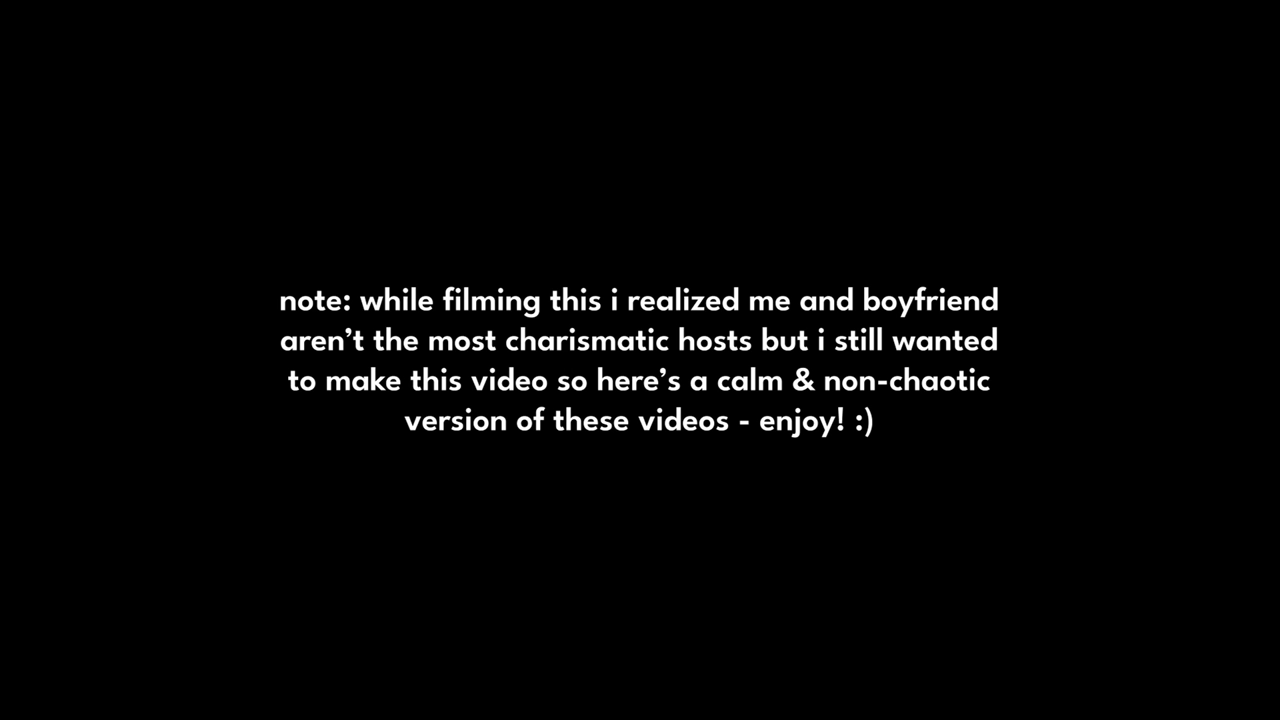 note: while filming this i realized me and boyfriend
aren’t the most charismatic hosts but i still wanted
to make this video so here’s a calm & non-chaotic
version of these videos - enjoy! :)